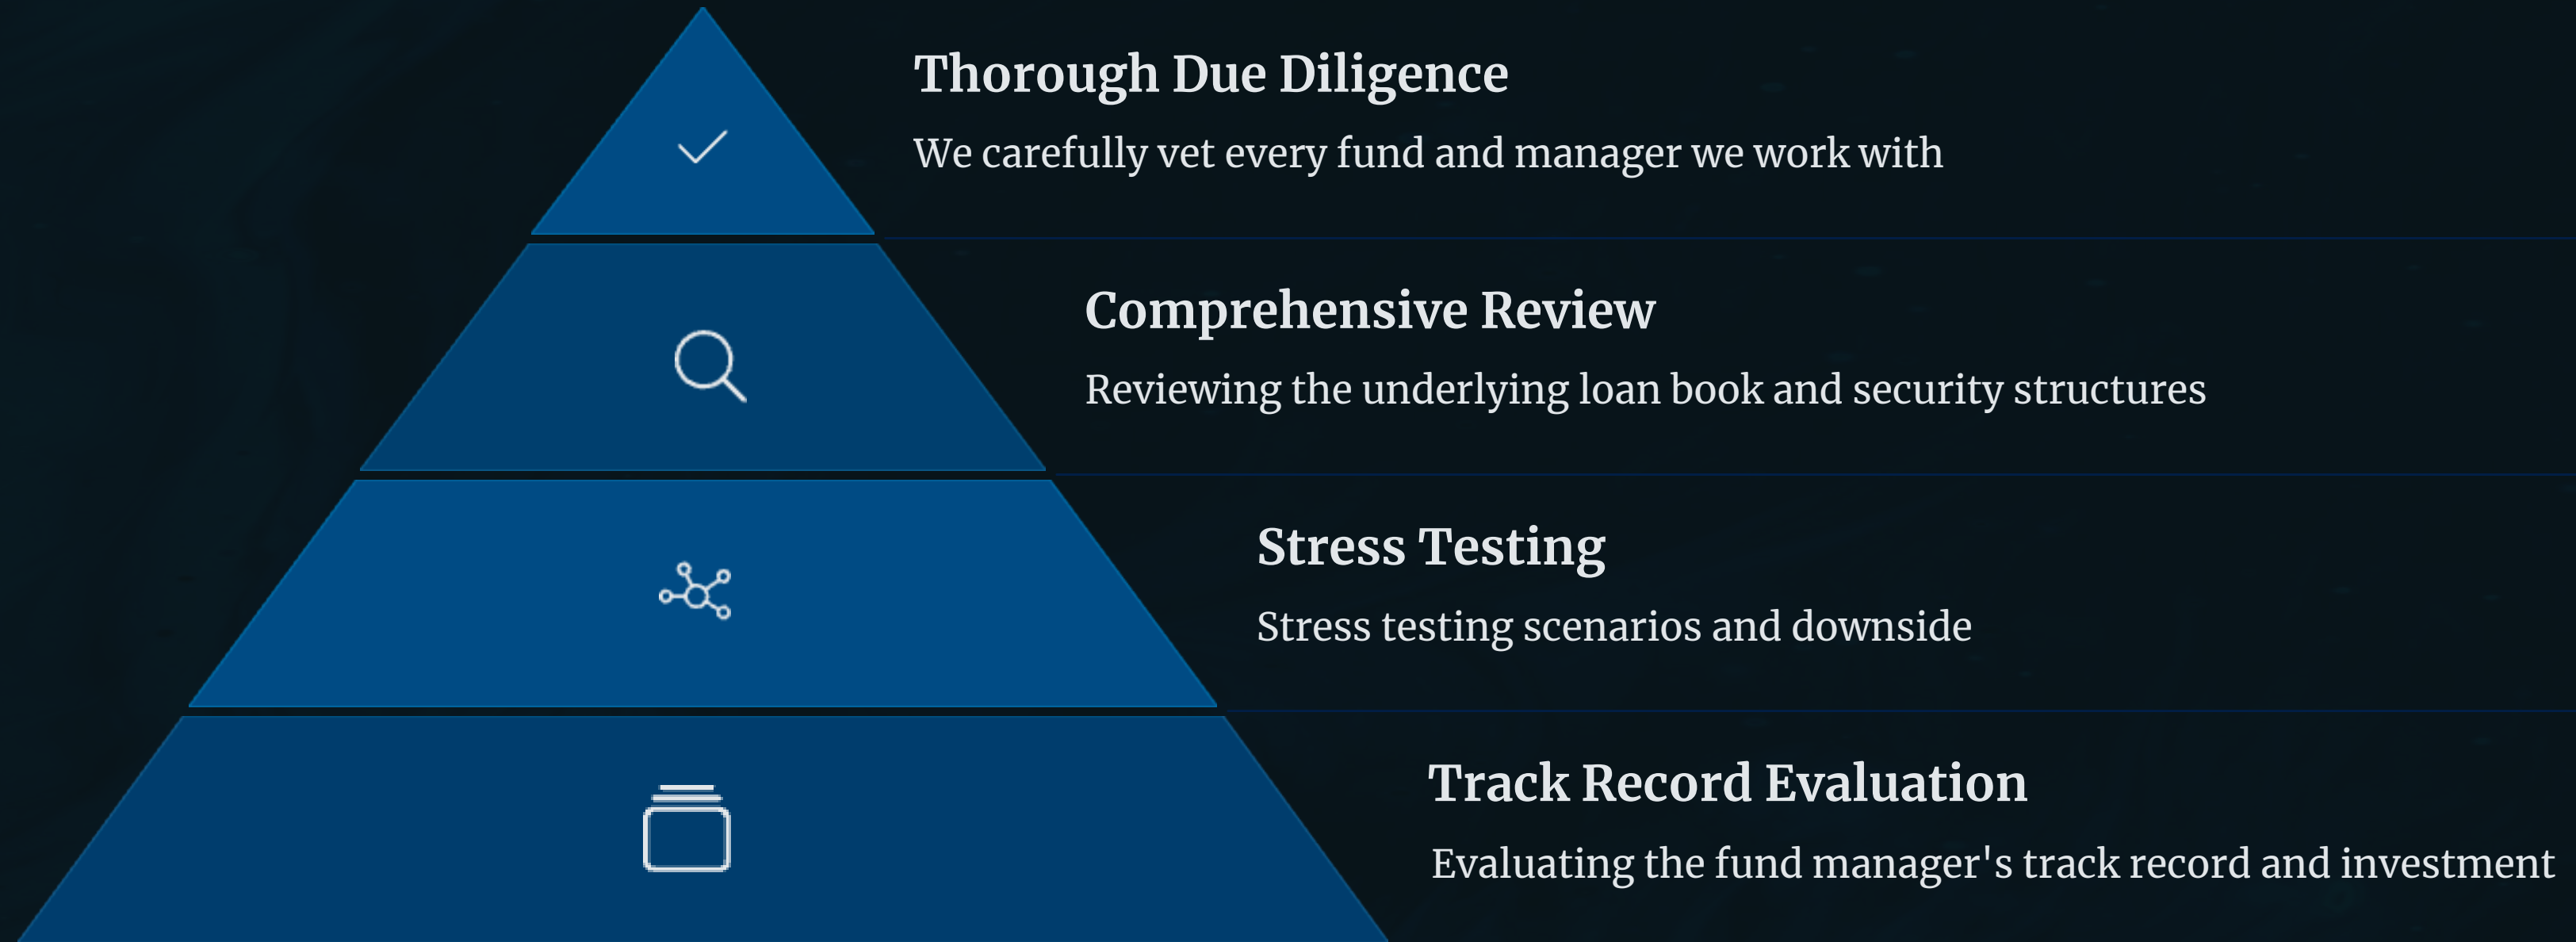 Thorough Due Diligence
We carefully vet every fund and manager we work with
Comprehensive Review
Reviewing the underlying loan book and security structures
Stress Testing
Stress testing scenarios and downside
Track Record Evaluation
Evaluating the fund manager's track record and investment